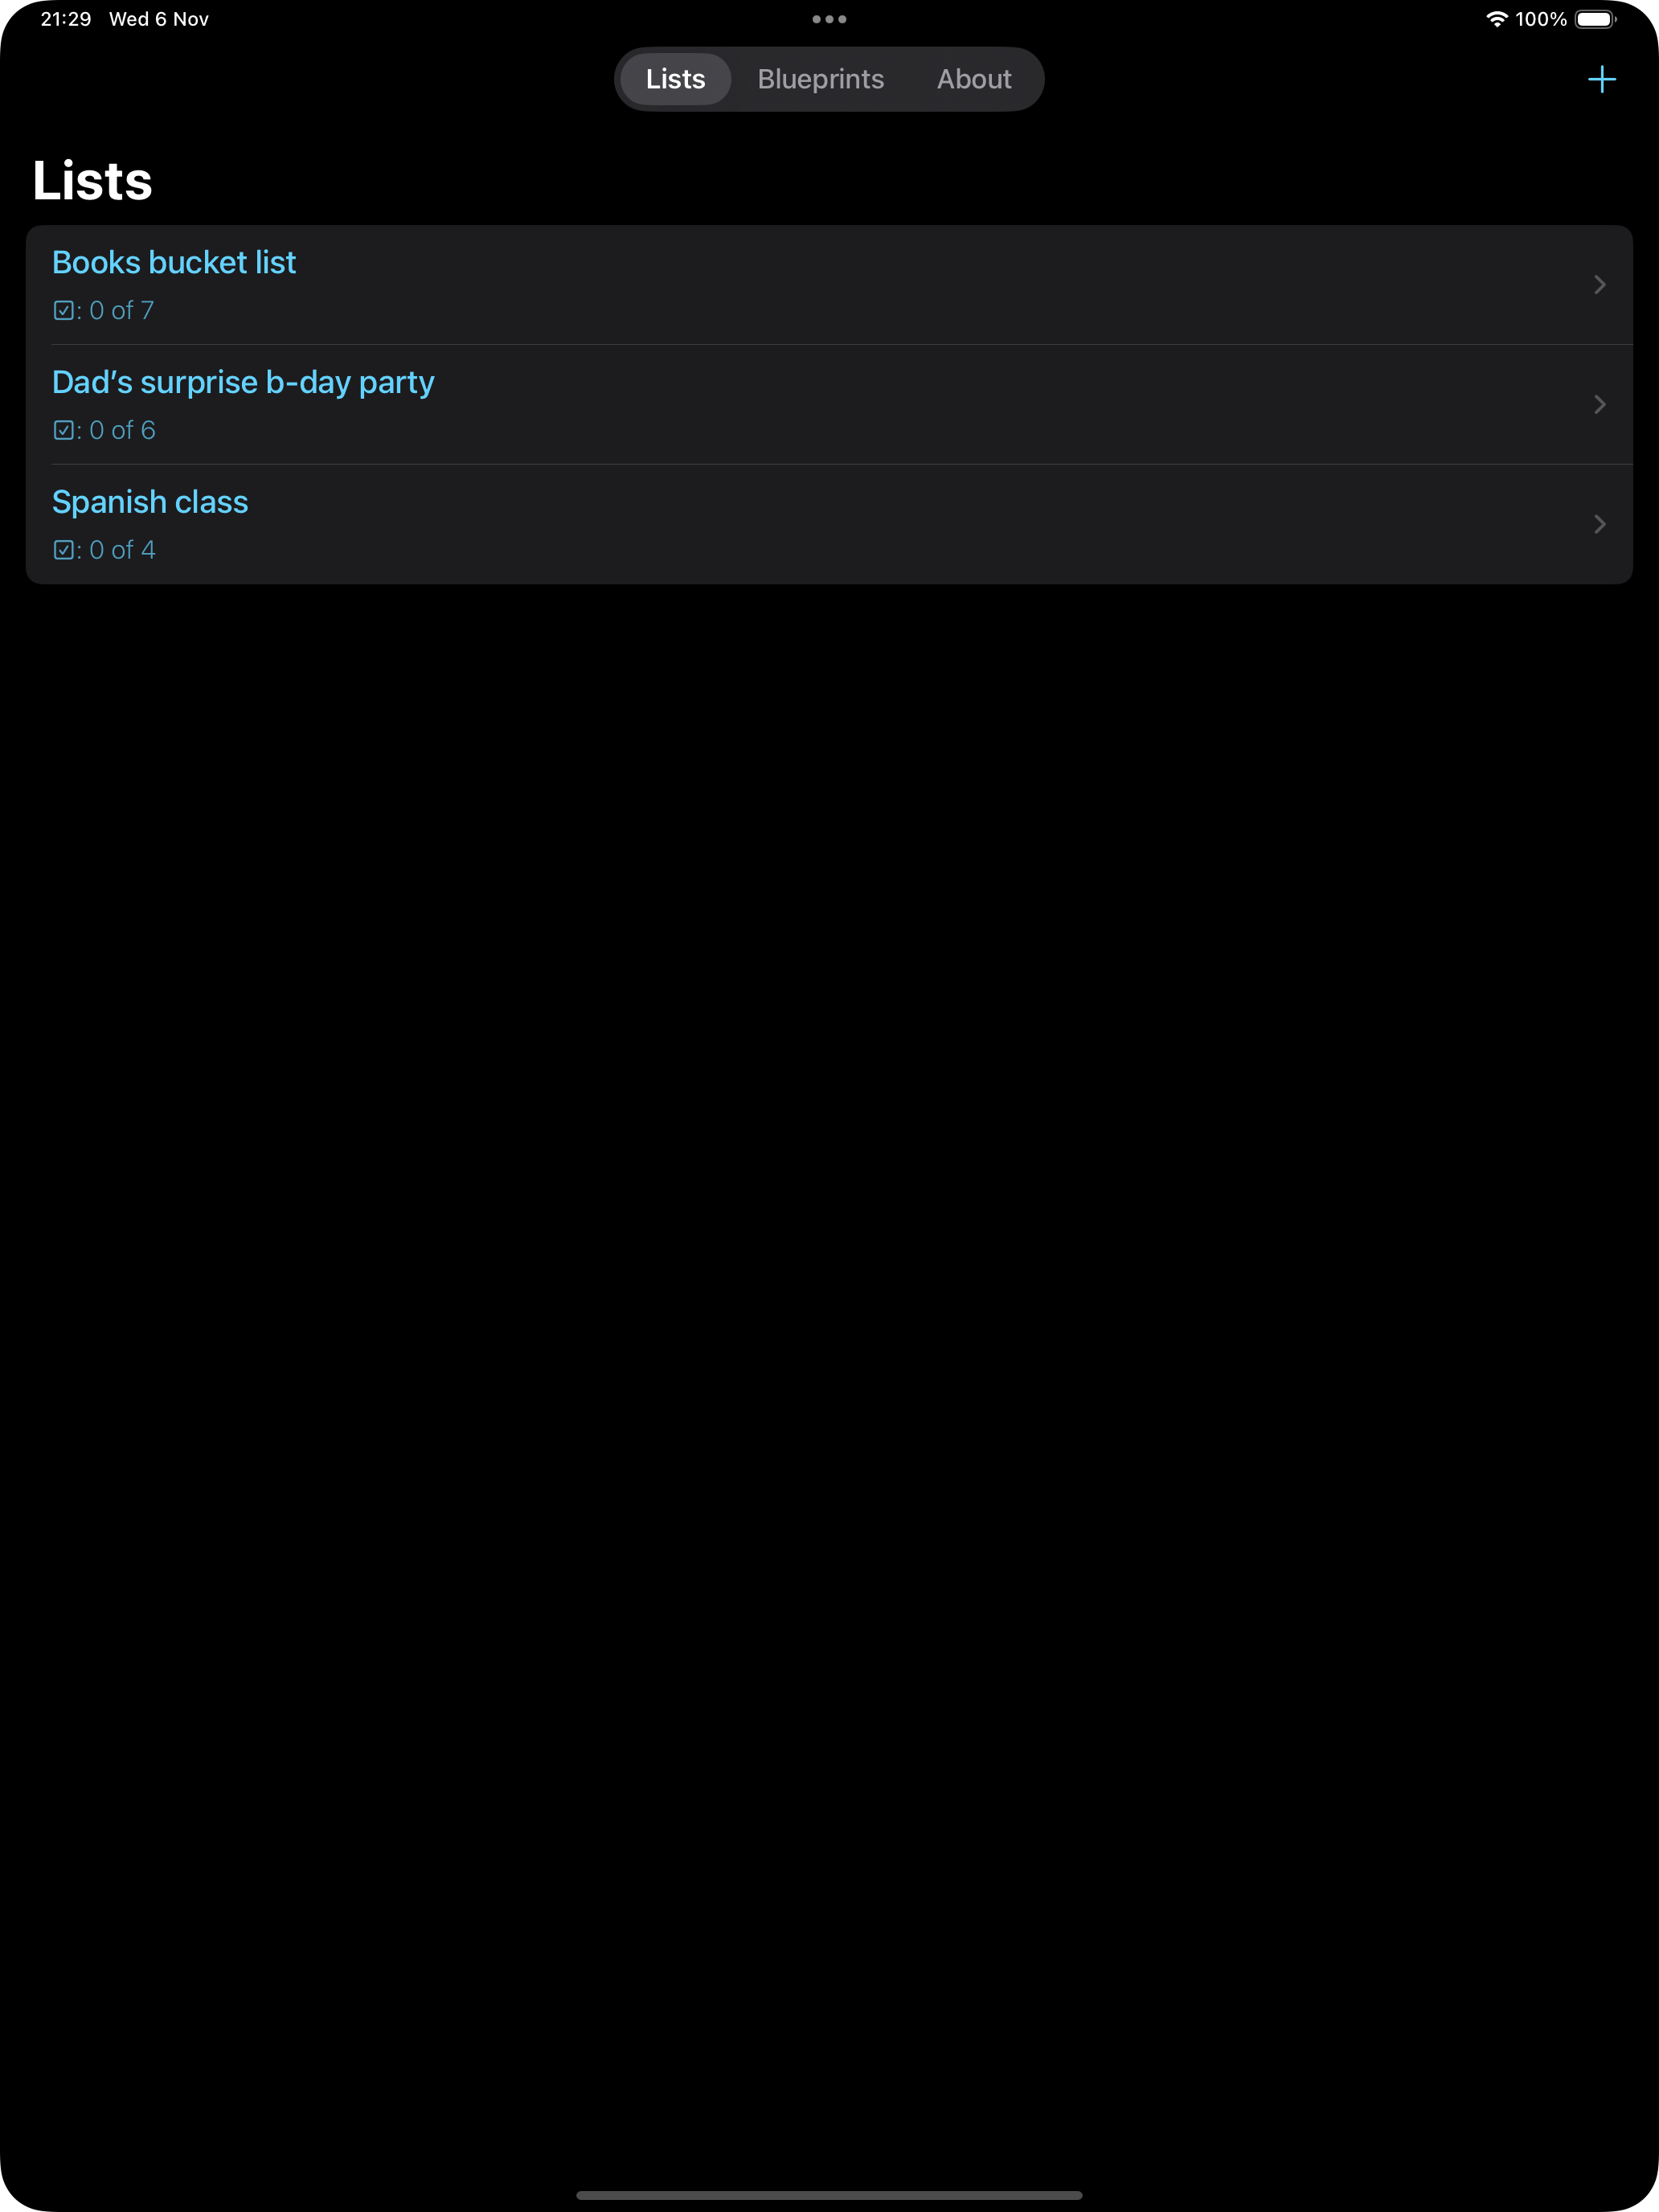 21:29 Wed 6 Nov
100%
Lists Blueprints About
Lists
Books bucket list
: 0 of 7
Dad’s surprise b-day party
: 0 of 6
Spanish class
: 0 of 4